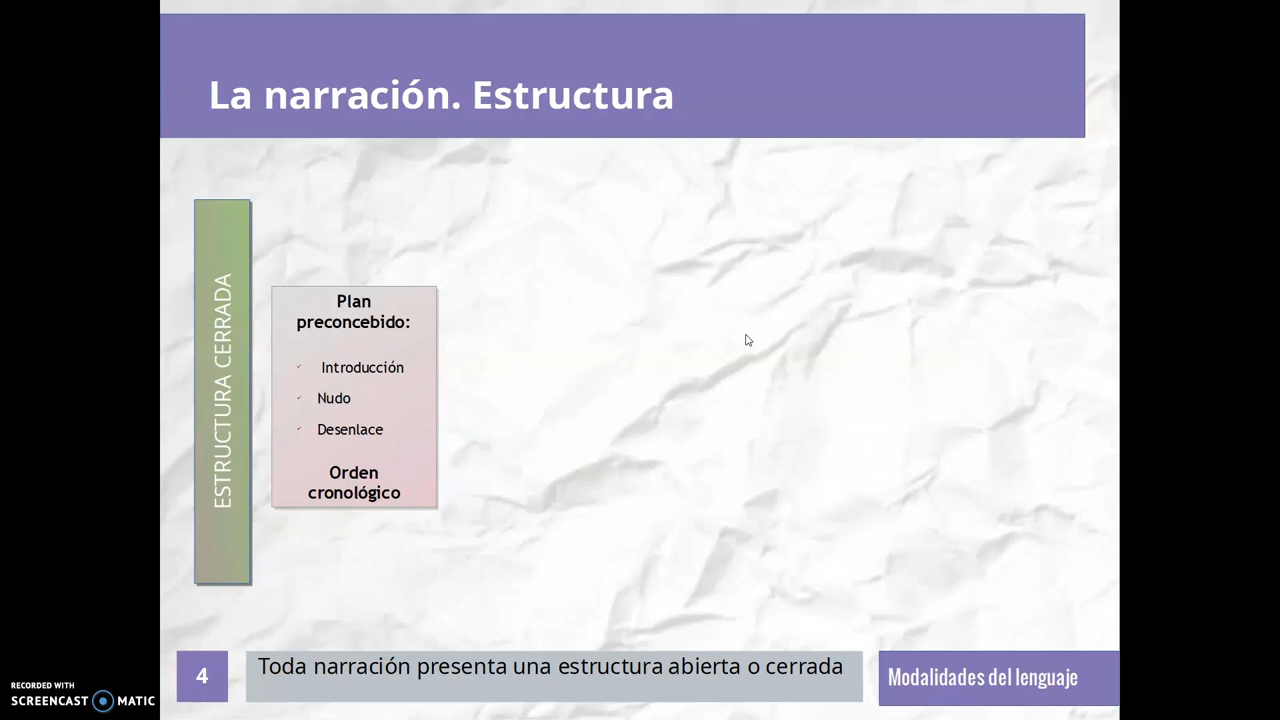 La narración. Estructura
ESTRUCTURA CERRADA
Plan
preconcebido:
Introducción
Nudo
Desenlace
Orden
cronológico
4
Toda narración presenta una estructura abierta o cerrada
Modalidades del lenguaje
RECORDED WITH
SCREENCAST MATIC